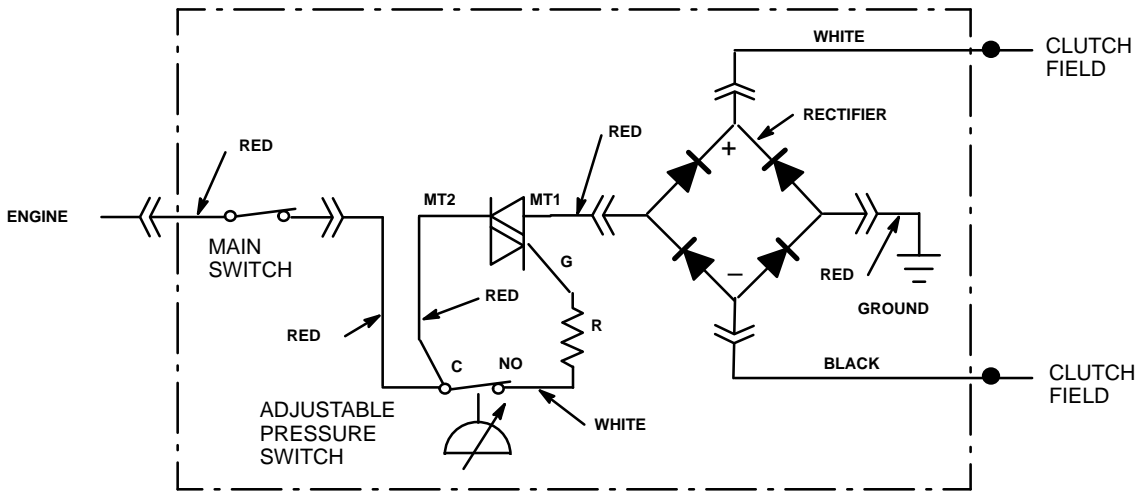 WHITE
CLUTCH
FIELD
RECTIFIER
RED
RED
+
MT2
MT1
ENGINE
MAIN
SWITCH
G
RED
–
RED
GROUND
RED
R
C
NO
BLACK
CLUTCH
FIELD
ADJUSTABLE
PRESSURE
SWITCH
WHITE